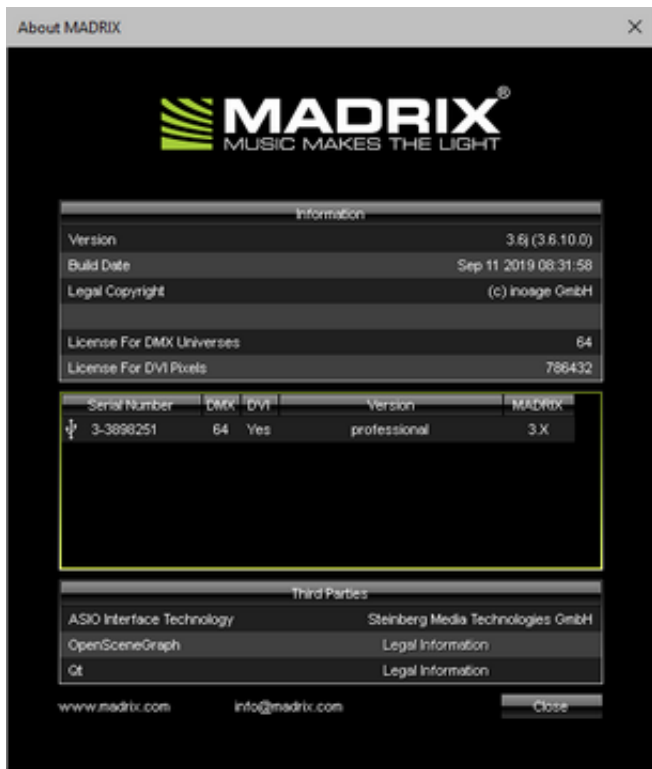 About MADRIX
MADRIX®
MUSIC MAKES THE LIGHT
Information
Version 3.6j (3.6.10.0)
Build Date Sep 11 2019 08:31:58
Legal Copyright (c) inoage GmbH
License For DMX Universes 64
License For DVI Pixels 786432
Serial Number DMX DVI Version MADRIX
3-3898251 64 Yes professional 3.X
Third Parties
ASIO Interface Technology Steinberg Media Technologies GmbH
OpenSceneGraph Legal Information
Qt Legal Information
www.madrix.com info@madrix.com Close